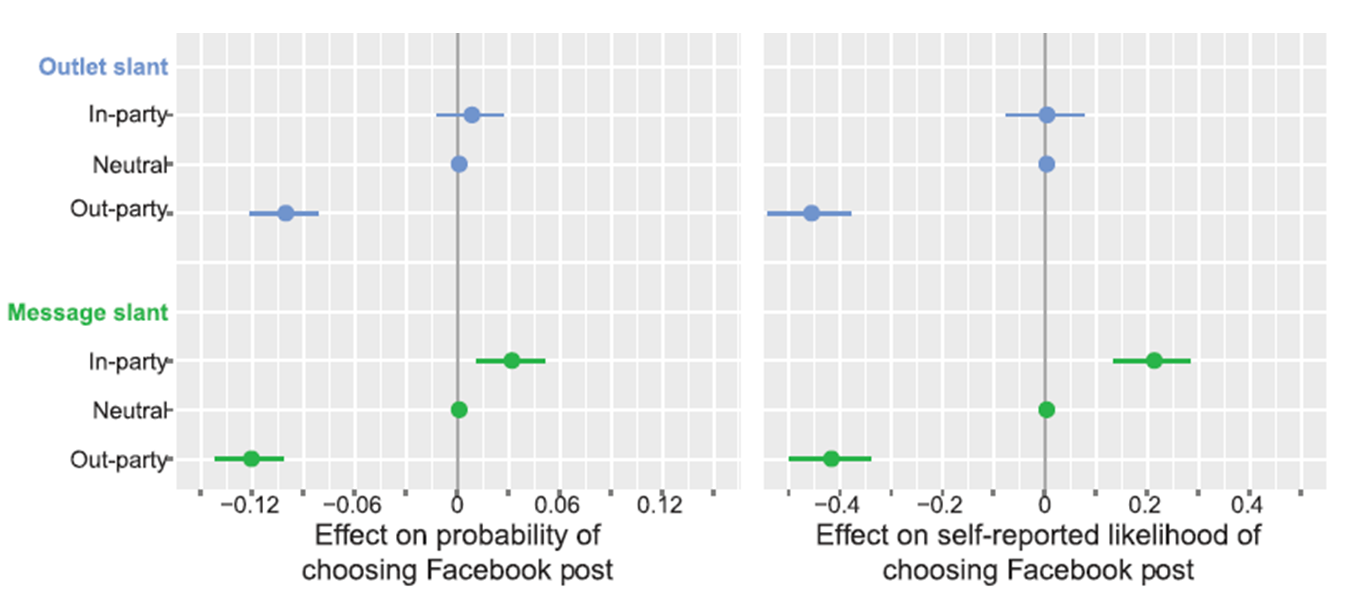 Outlet slant
In-party
Neutral
Out-party
Message slant
In-party
Neutral
Out-party
−0.12 −0.06 0 0.06 0.12
Effect on probability of
choosing Facebook post
−0.4 −0.2 0 0.2 0.4
Effect on self-reported likelihood of
choosing Facebook post